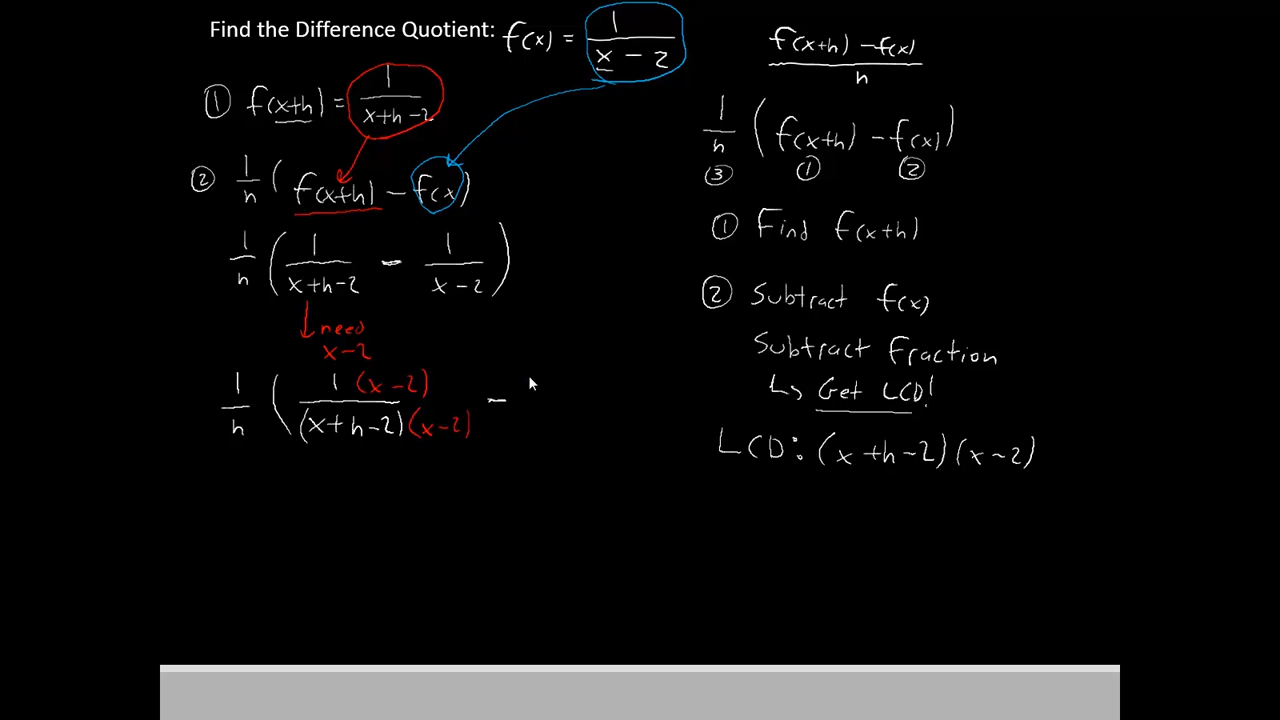 Find the Difference Quotient: f(x) = 1/(x - 2)
① f(x+h) = 1/(x+h-2)
② 1/h ( f(x+h) - f(x) )
1/h ( 1/(x+h-2) - 1/(x-2) )
↓ need
x-2
1/h ( 1(x-2)/((x+h-2)(x-2)) -
(f(x+h) - f(x))/h
1/h ( f(x+h) - f(x) )
③ ① ②
① Find f(x+h)
② Subtract f(x)
Subtract Fraction
↳ Get LCD!
LCD: (x+h-2)(x-2)